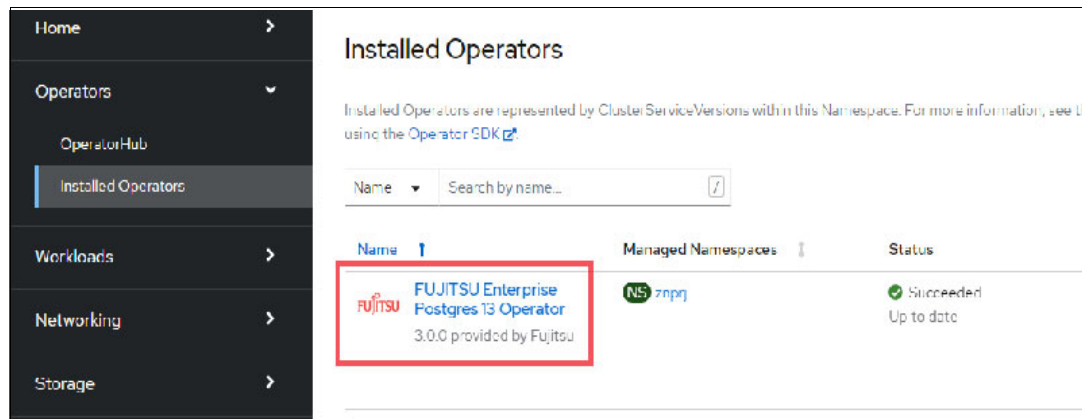 Home
Operators
OperatorHub
Installed Operators
Workloads
Networking
Storage
Installed Operators
Installed Operators are represented by ClusterServiceVersions within this Namespace. For more information, see t
using the Operator SDK
Name Search by name... /
Name Managed Namespaces Status
FUJITSU FUJITSU Enterprise NS znprj Succeeded
Postgres 13 Operator Up to date
3.0.0 provided by Fujitsu